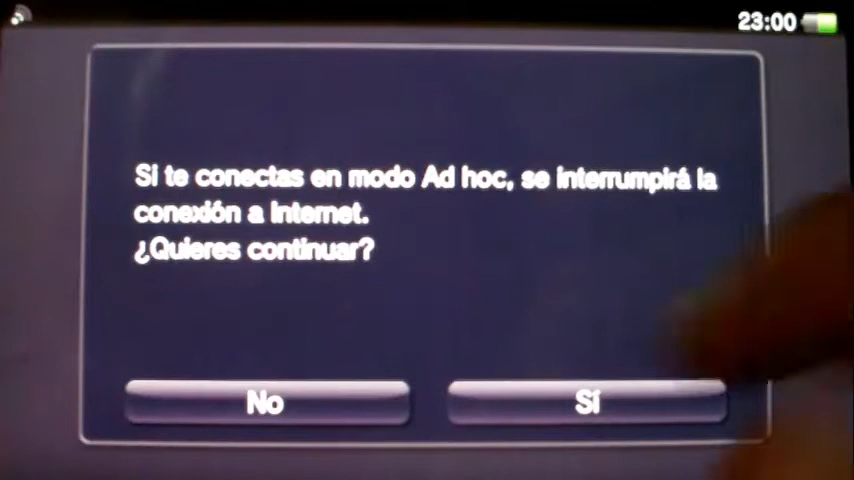 23:00
Si te conectas en modo Ad hoc, se interrumpirá la
conexión a Internet.
¿Quieres continuar?
No
Sí